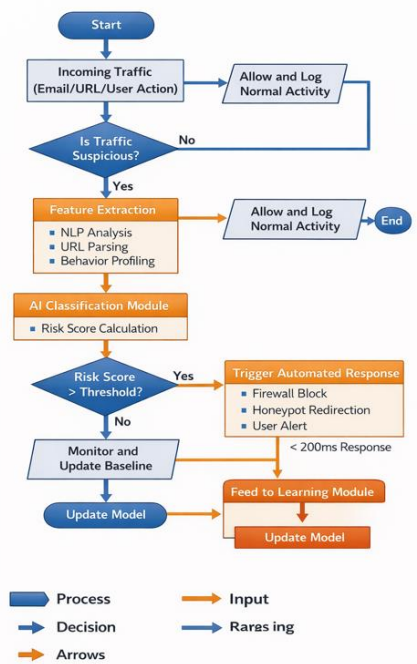 Start
Incoming Traffic
(Email/URL/User Action)
Allow and Log
Normal Activity
Is Traffic
Suspicious?
No
Yes
Feature Extraction
NLP Analysis
URL Parsing
Behavior Profiling
Allow and Log
Normal Activity
End
AI Classification Module
Risk Score Calculation
Risk Score
> Threshold?
Yes
Trigger Automated Response
Firewall Block
Honeypot Redirection
User Alert
No
< 200ms Response
Monitor and
Update Baseline
Feed to Learning Module
Update Model
Update Model
Process
Input
Decision
Arrows